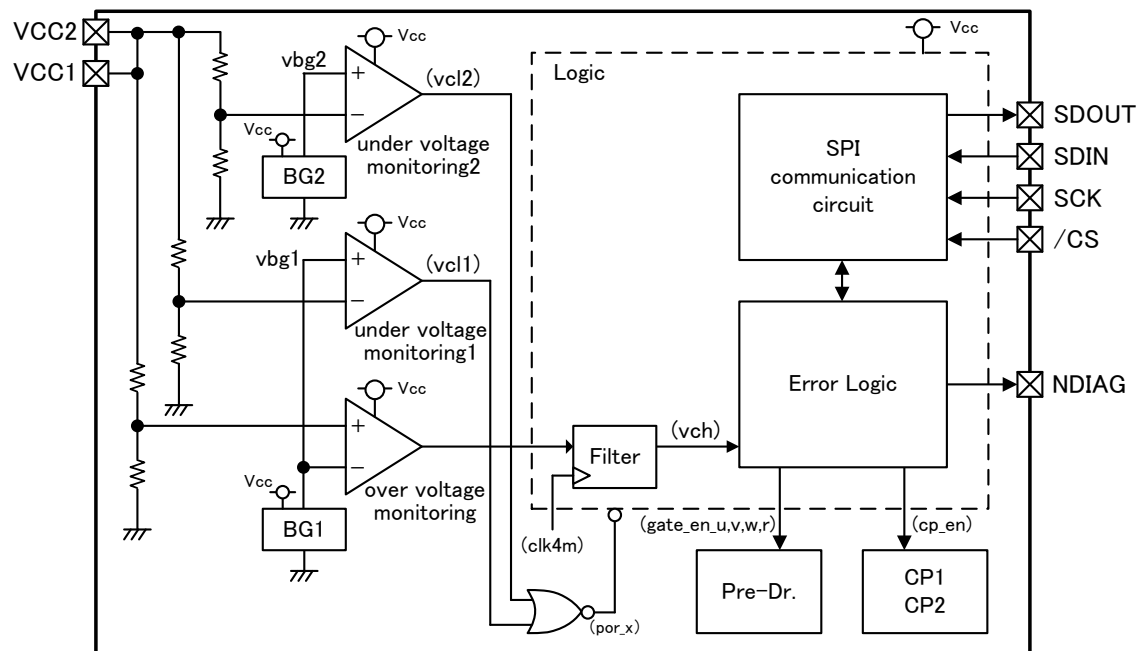 VCC2
VCC1
Vcc
vbg2
+
−
(vcl2)
Vcc
BG2
under voltage
monitoring2
Vcc
vbg1
+
−
(vcl1)
under voltage
monitoring1
Vcc
+
−
Vcc
BG1
over voltage
monitoring
Logic
Vcc
SPI
communication
circuit
SDOUT
SDIN
SCK
/CS
Error Logic
NDIAG
Filter
(vch)
(clk4m)
(por_x)
(gate_en_u,v,w,r)
(cp_en)
Pre-Dr.
CP1
CP2